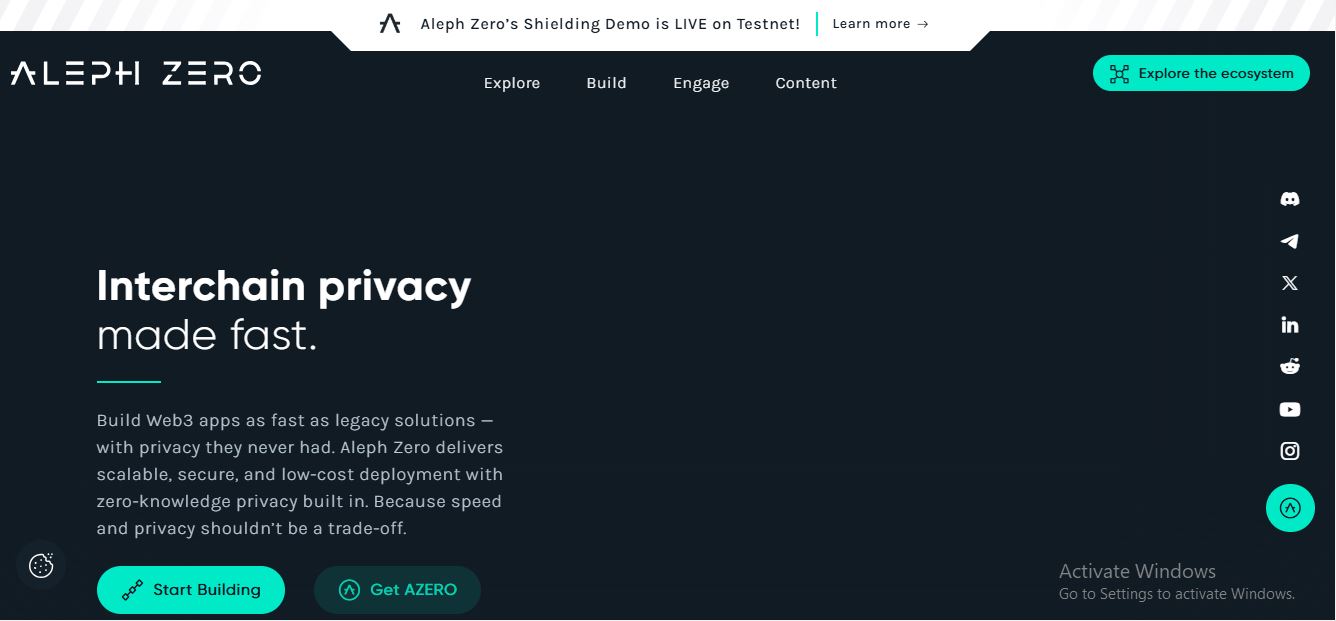 Aleph Zero’s Shielding Demo is LIVE on Testnet!
Learn more →
ALEPH ZERO
Explore
Build
Engage
Content
Explore the ecosystem
Interchain privacy
made fast.
Build Web3 apps as fast as legacy solutions —
with privacy they never had. Aleph Zero delivers
scalable, secure, and low-cost deployment with
zero-knowledge privacy built in. Because speed
and privacy shouldn’t be a trade-off.
Start Building
Get AZERO
Activate Windows
Go to Settings to activate Windows.